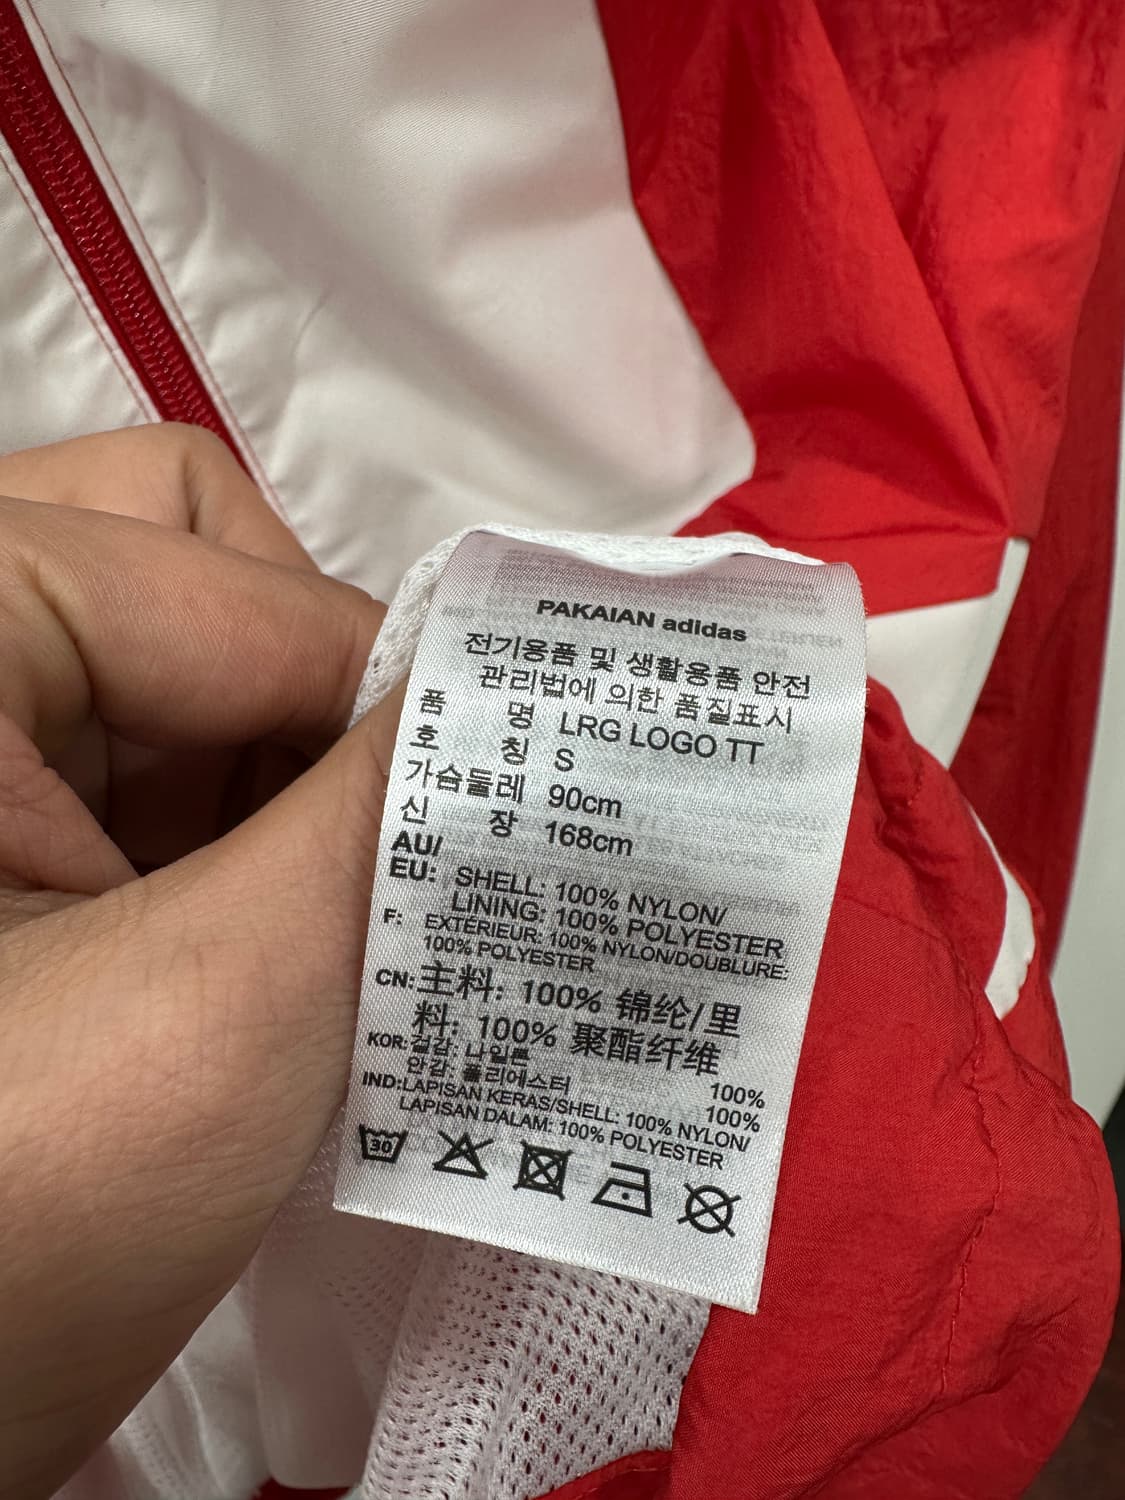 PAKAIAN adidas
전기용품 및 생활용품 안전
관리법에 의한 품질표시
품 명 LRG LOGO TT
호 칭 S
가슴둘레 90cm
신 장 168cm
AU/
EU: SHELL: 100% NYLON/
LINING: 100% POLYESTER
F: EXTÉRIEUR: 100% NYLON/DOUBLURE:
100% POLYESTER
CN: 主料: 100% 锦纶/里
料: 100% 聚酯纤维
KOR: 겉감: 나일론 100%
안감: 폴리에스터 100%
IND: LAPISAN KERAS/SHELL: 100% NYLON/
LAPISAN DALAM: 100% POLYESTER
30